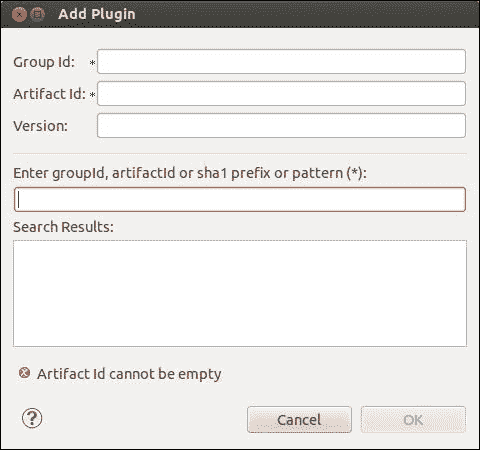 Add Plugin
Group Id: *
Artifact Id: *
Version:
Enter groupId, artifactId or sha1 prefix or pattern (*):
Search Results:
Artifact Id cannot be empty
? Cancel OK